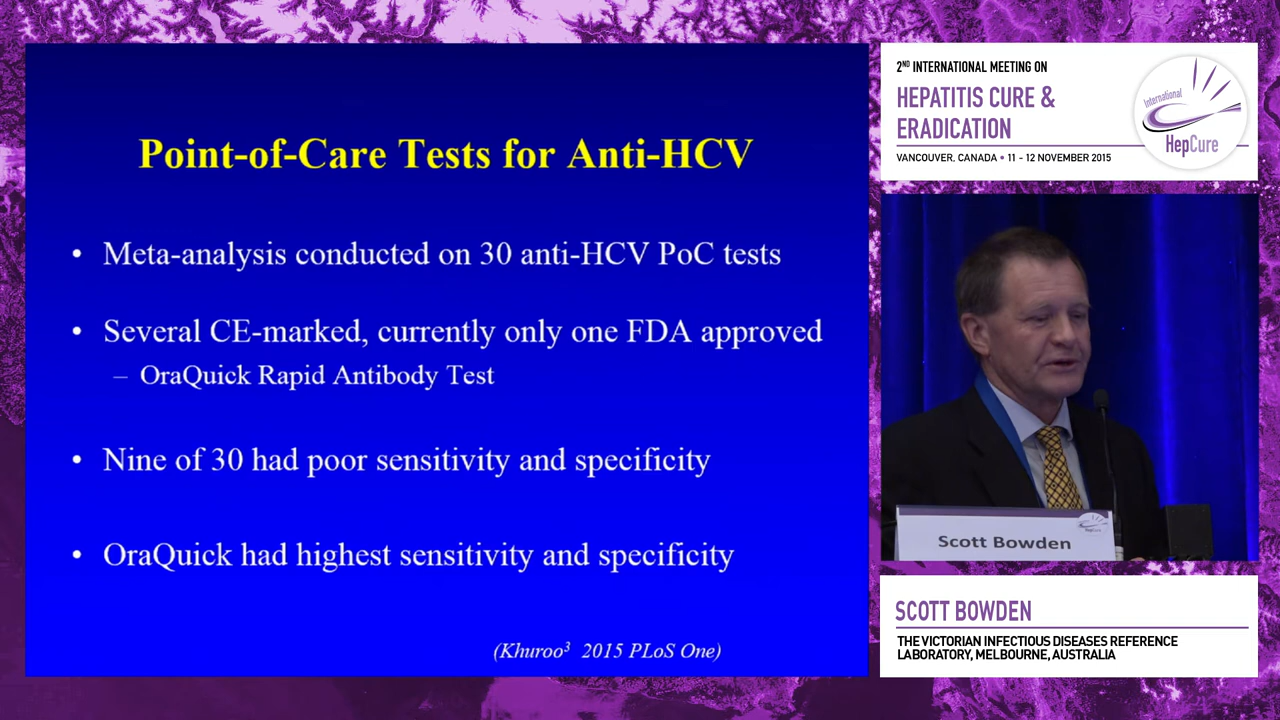 Point-of-Care Tests for Anti-HCV
• Meta-analysis conducted on 30 anti-HCV PoC tests
• Several CE-marked, currently only one FDA approved
– OraQuick Rapid Antibody Test
• Nine of 30 had poor sensitivity and specificity
• OraQuick had highest sensitivity and specificity
(Khuroo³ 2015 PLoS One)
2ND INTERNATIONAL MEETING ON
HEPATITIS CURE &
ERADICATION
VANCOUVER, CANADA • 11 - 12 NOVEMBER 2015
International
HepCure
Scott Bowden
SCOTT BOWDEN
THE VICTORIAN INFECTIOUS DISEASES REFERENCE
LABORATORY, MELBOURNE, AUSTRALIA